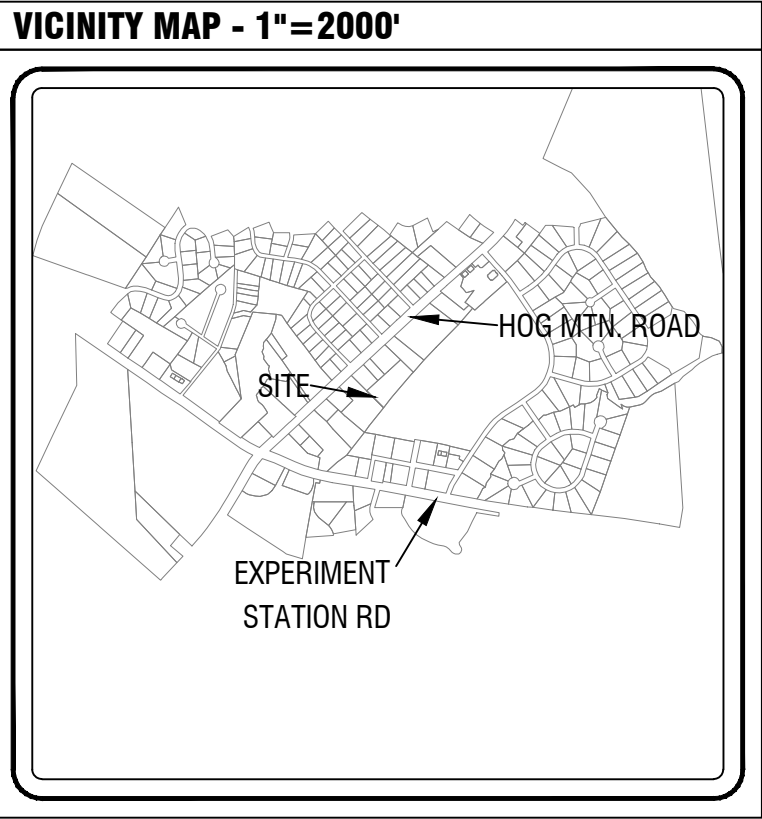 VICINITY MAP - 1"=2000'
HOG MTN. ROAD
SITE
EXPERIMENT
STATION RD